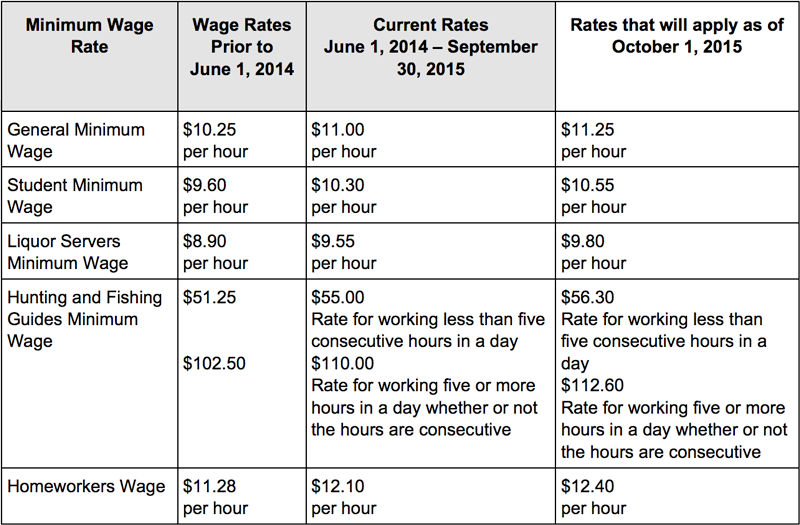 Minimum Wage
Rate
Wage Rates
Prior to
June 1, 2014
Current Rates
June 1, 2014 – September
30, 2015
Rates that will apply as of
October 1, 2015
General Minimum
Wage
$10.25
per hour
$11.00
per hour
$11.25
per hour
Student Minimum
Wage
$9.60
per hour
$10.30
per hour
$10.55
per hour
Liquor Servers
Minimum Wage
$8.90
per hour
$9.55
per hour
$9.80
per hour
Hunting and Fishing
Guides Minimum
Wage
$51.25
$102.50
$55.00
Rate for working less than five
consecutive hours in a day
$110.00
Rate for working five or more
hours in a day whether or not
the hours are consecutive
$56.30
Rate for working less than
five consecutive hours in a
day
$112.60
Rate for working five or more
hours in a day whether or not
the hours are consecutive
Homeworkers Wage
$11.28
per hour
$12.10
per hour
$12.40
per hour